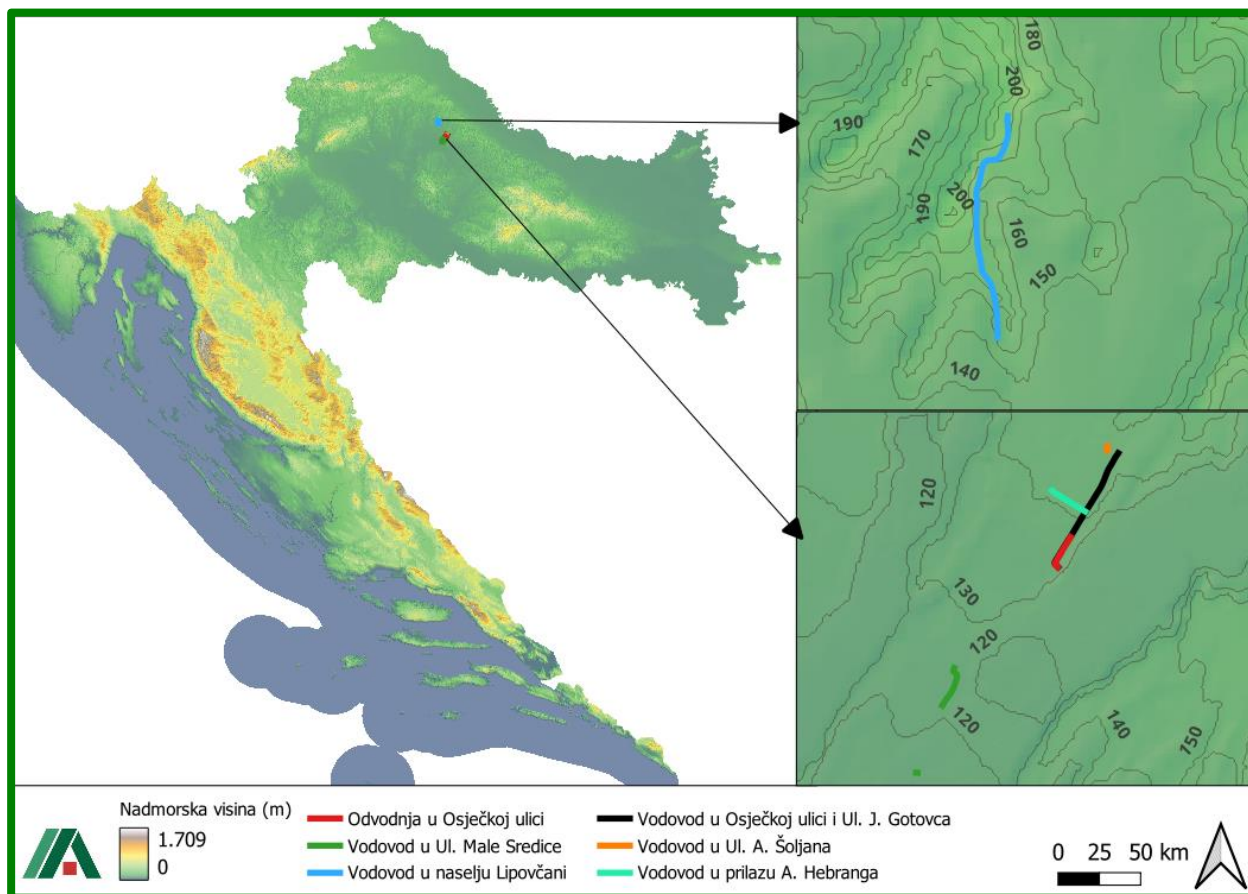 180
200
190
170
200
190
160
150
140
120
130
120
120
140
150
Nadmorska visina (m)
1.709
0
Odvodnja u Osječkoj ulici
Vodovod u Ul. Male Sredice
Vodovod u naselju Lipovčani
Vodovod u Osječkoj ulici i Ul. J. Gotovca
Vodovod u Ul. A. Šoljana
Vodovod u prilazu A. Hebranga
0 25 50 km